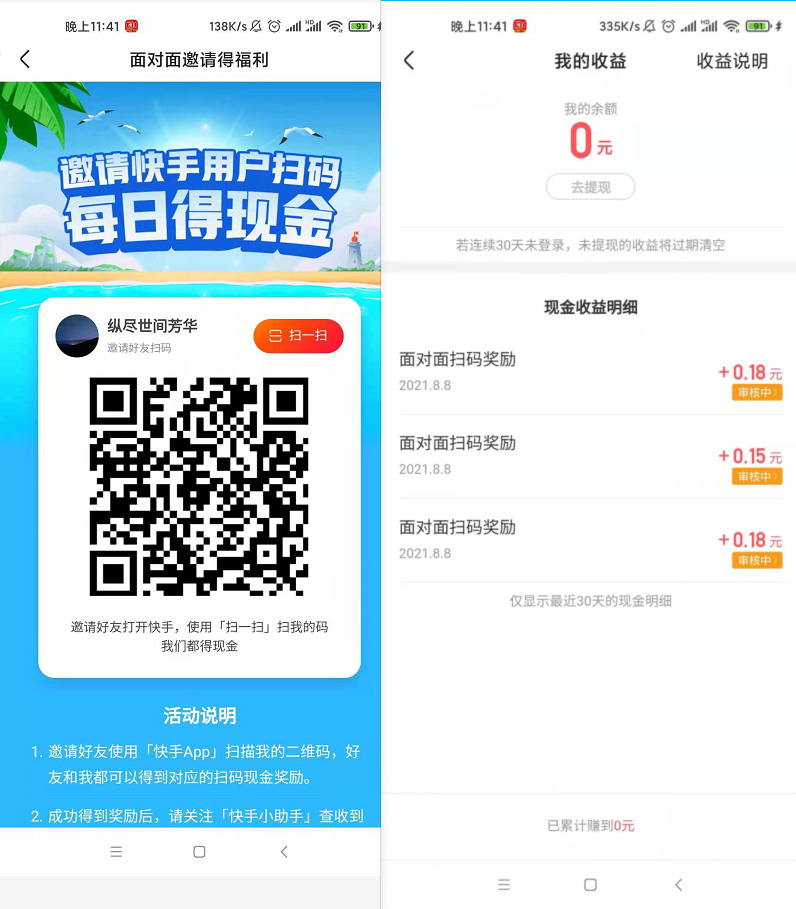 晚上11:41
138K/s
91
面对面邀请得福利
邀请快手用户扫码
每日得现金
纵尽世间芳华
邀请好友扫码
扫一扫
邀请好友打开快手，使用「扫一扫」扫我的码
我们都得现金
活动说明
1. 邀请好友使用「快手App」扫描我的二维码，好
友和我都可以得到对应的扫码现金奖励。
2. 成功得到奖励后，请关注「快手小助手」查收到
晚上11:41
335K/s
91
我的收益
收益说明
我的余额
0元
去提现
若连续30天未登录，未提现的收益将过期清空
现金收益明细
面对面扫码奖励
+0.18元
2021.8.8
审核中
面对面扫码奖励
+0.15元
2021.8.8
审核中
面对面扫码奖励
+0.18元
2021.8.8
审核中
仅显示最近30天的现金明细
已累计赚到0元